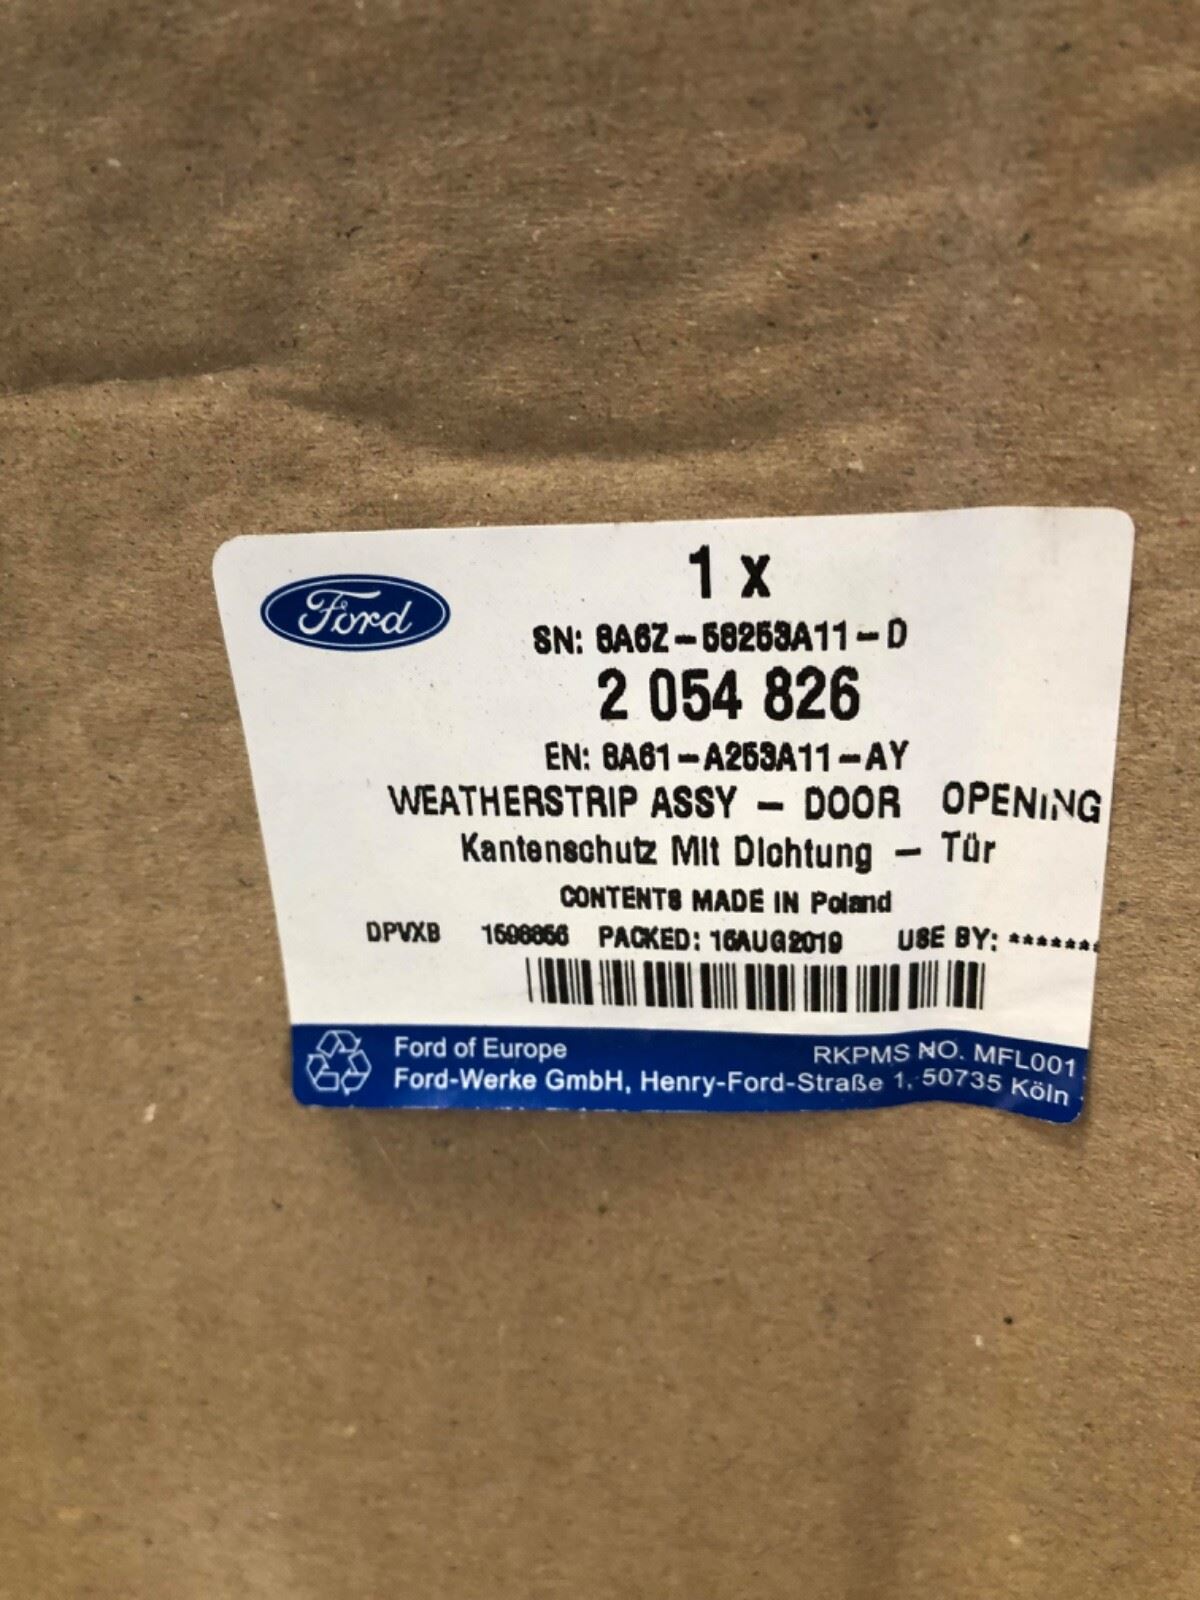 1 x
Ford
SN: 8A6Z-58253A11-D
2 054 826
EN: 8A61-A253A11-AY
WEATHERSTRIP ASSY - DOOR OPENING
Kantenschutz Mit Dichtung - Tür
CONTENTS MADE IN Poland
DPVXB PACKED: 16AUG2019 USE BY: *******
Ford of Europe RKPMS NO. MFL001
Ford-Werke GmbH, Henry-Ford-Straße 1, 50735 Köln